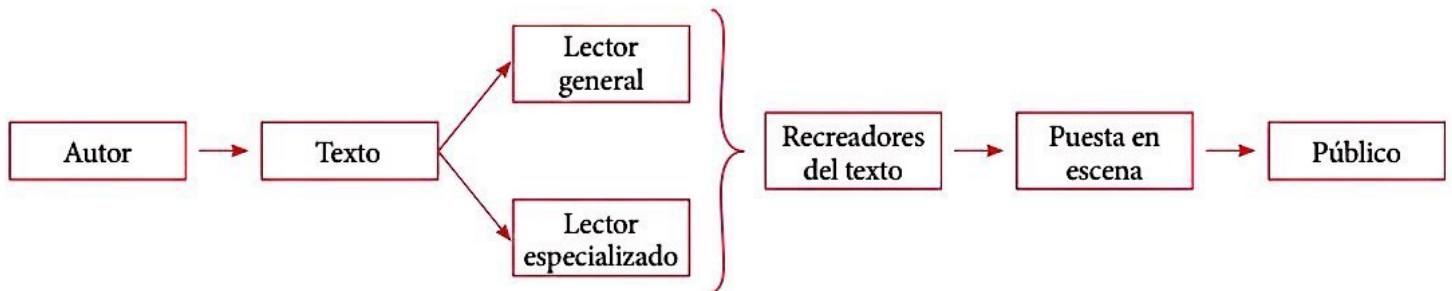 Autor
Texto
Lector
general
Lector
especializado
Recreadores
del texto
Puesta en
escena
Público